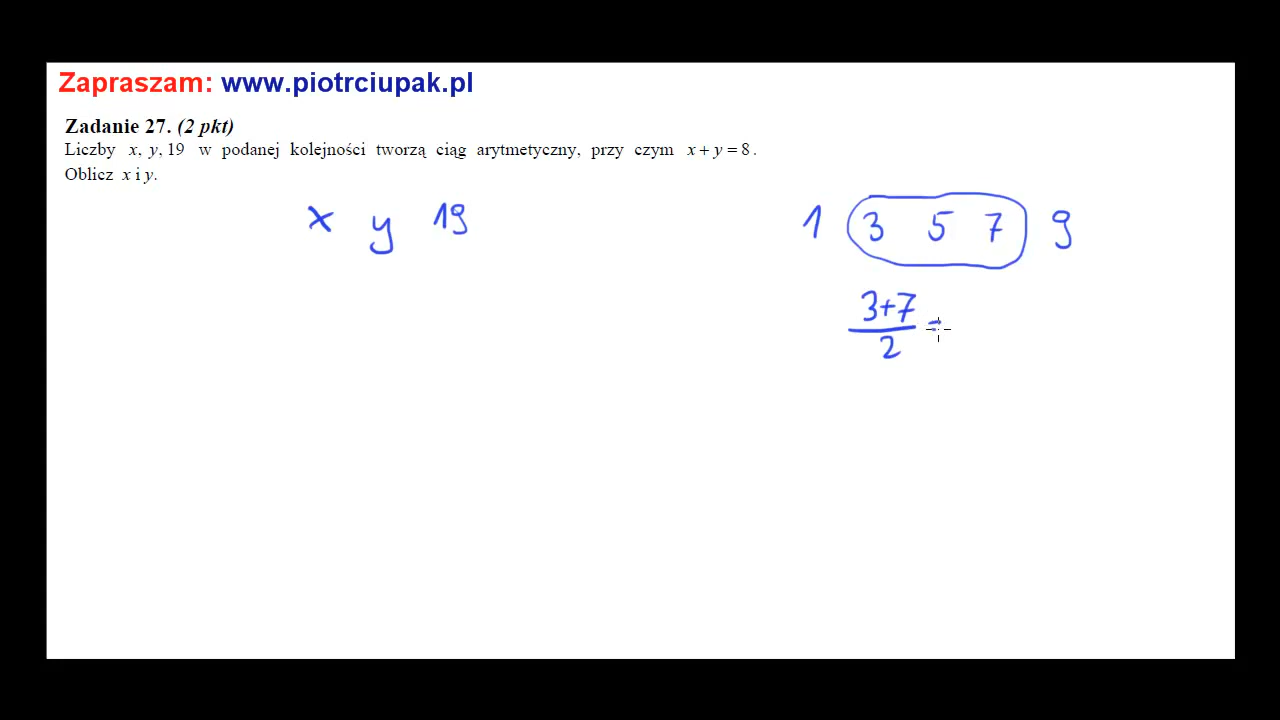 Zapraszam: www.piotrciupak.pl
Zadanie 27. (2 pkt)
Liczby x, y, 19 w podanej kolejności tworzą ciąg arytmetyczny, przy czym x + y = 8.
Oblicz x i y.
x y 19
1 3 5 7 9
3+7
2
=